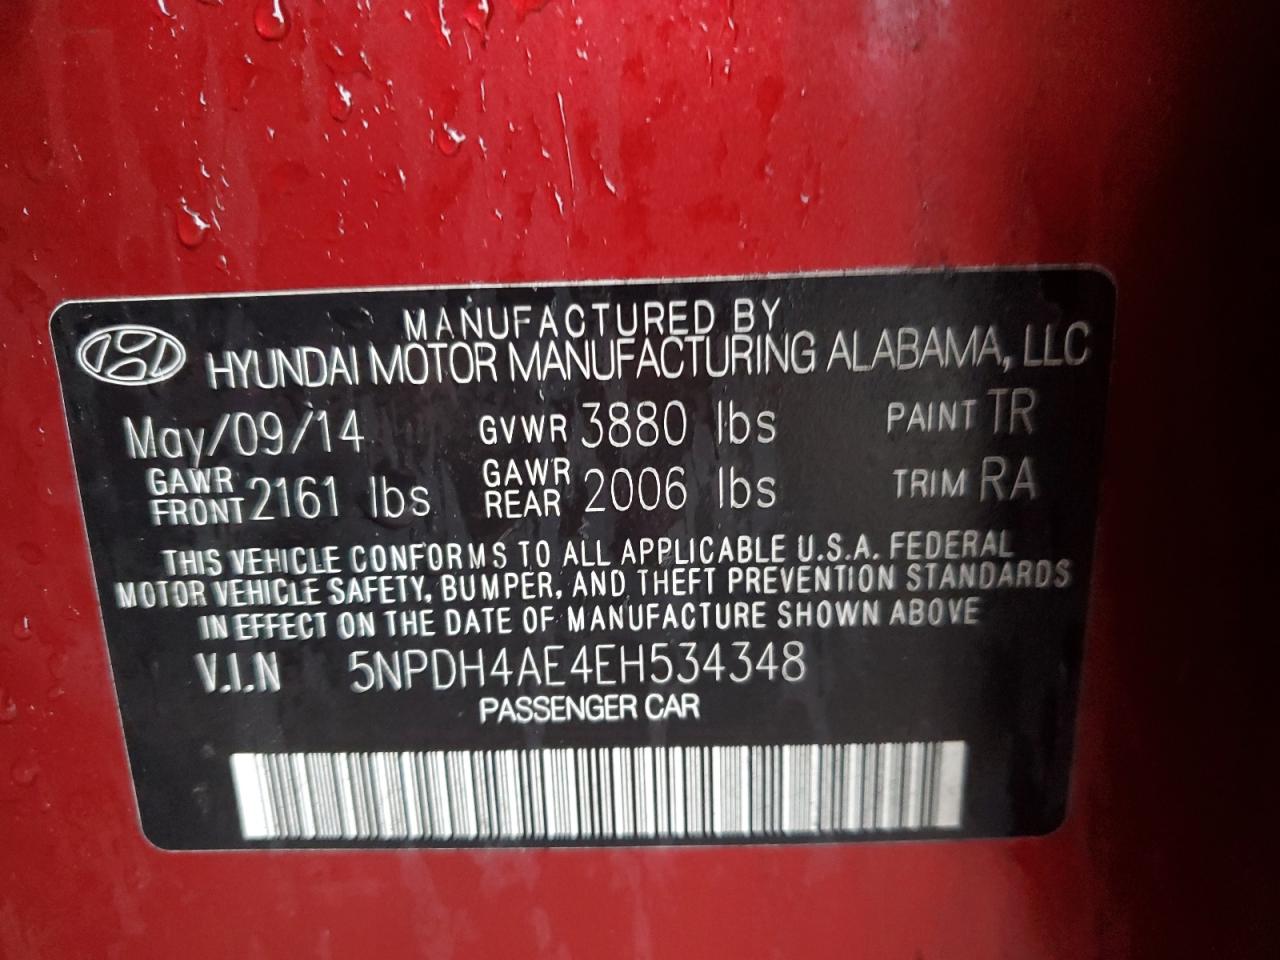 MANUFACTURED BY
HYUNDAI MOTOR MANUFACTURING ALABAMA, LLC
May/09/14 GVWR 3880 lbs PAINT TR
GAWR FRONT 2161 lbs GAWR REAR 2006 lbs TRIM RA
THIS VEHICLE CONFORMS TO ALL APPLICABLE U.S.A. FEDERAL
MOTOR VEHICLE SAFETY, BUMPER, AND THEFT PREVENTION STANDARDS
IN EFFECT ON THE DATE OF MANUFACTURE SHOWN ABOVE
V.I.N 5NPDH4AE4EH534348
PASSENGER CAR